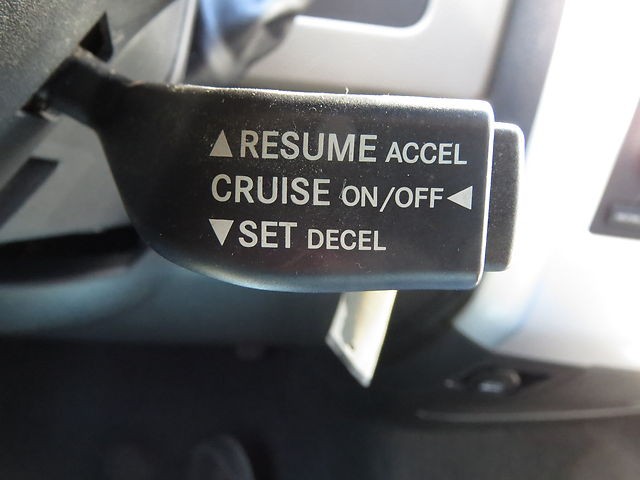 ▲RESUME ACCEL
CRUISE ON/OFF◀
▼SET DECEL